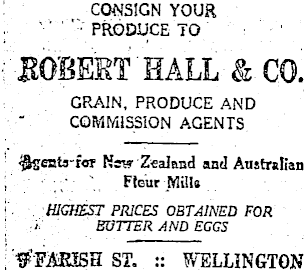 CONSIGN YOUR
PRODUCE TO
ROBERT HALL & CO.
GRAIN, PRODUCE AND
COMMISSION AGENTS
Agents for New Zealand and Australian
Flour Mills
HIGHEST PRICES OBTAINED FOR
BUTTER AND EGGS
FARISH ST. :: WELLINGTON